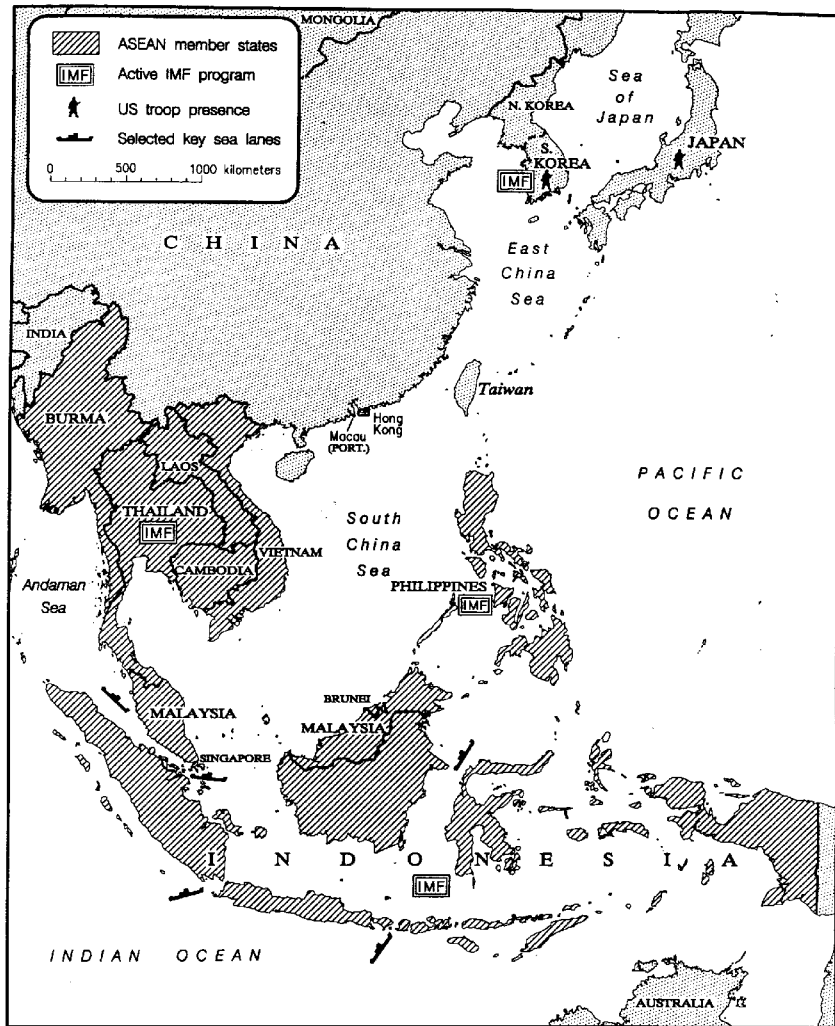 MONGOLIA
ASEAN member states
IMF Active IMF program
US troop presence
Selected key sea lanes
0 500 1000 kilometers
N. KOREA
Sea
of
Japan
S.
KOREA
JAPAN
IMF
C H I N A
East
China
Sea
INDIA
Taiwan
BURMA
Hong
Kong
Macau
(PORT.)
LAOS
PACIFIC
OCEAN
THAILAND
IMF
South
China
Sea
VIETNAM
CAMBODIA
Andaman
Sea
PHILIPPINES
IMF
BRUNEI
MALAYSIA
MALAYSIA
SINGAPORE
I N D O N E S I A
IMF
INDIAN OCEAN
AUSTRALIA